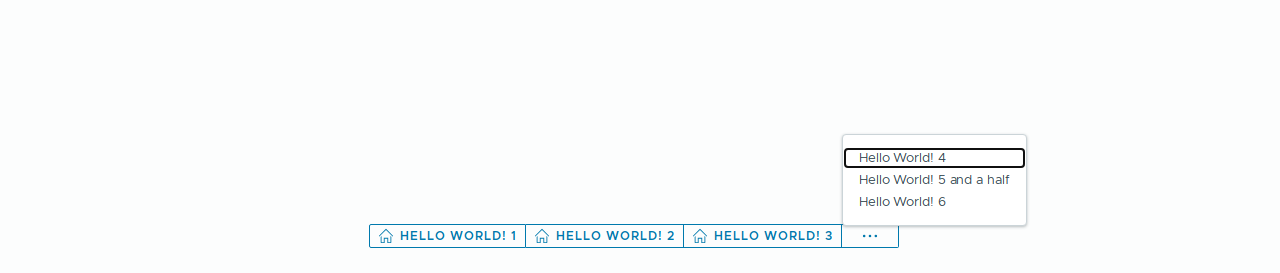 Hello World! 4
Hello World! 5 and a half
Hello World! 6
HELLO WORLD! 1 HELLO WORLD! 2 HELLO WORLD! 3 ...